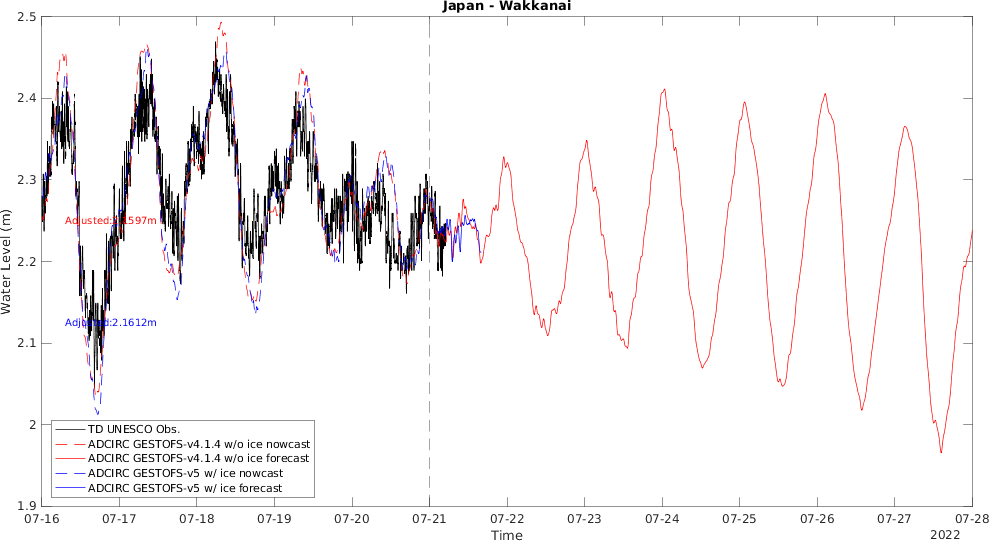 Japan - Wakkanai
2.5
2.4
2.3
2.2
2.1
2
1.9
Water Level (m)
Adjusted:2.1612m
TD UNESCO Obs.
ADCIRC GESTOFS-v4.1.4 w/o ice nowcast
ADCIRC GESTOFS-v4.1.4 w/o ice forecast
ADCIRC GESTOFS-v5 w/ ice nowcast
ADCIRC GESTOFS-v5 w/ ice forecast
07-16 07-17 07-18 07-19 07-20 07-21 07-22 07-23 07-24 07-25 07-26 07-27 07-28
Time
2022